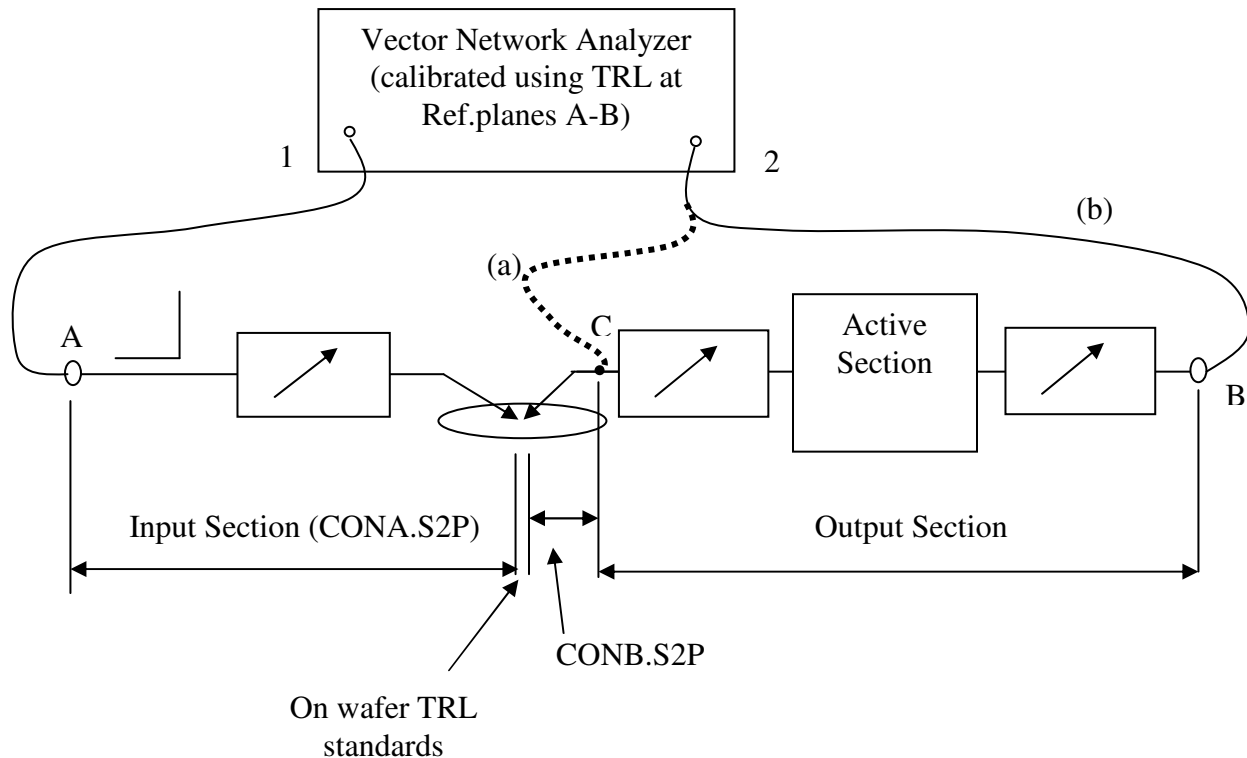 Vector Network Analyzer
(calibrated using TRL at
Ref.planes A-B)
1
2
(b)
(a)
A
C
Active
Section
B
Input Section (CONA.S2P)
Output Section
CONB.S2P
On wafer TRL
standards